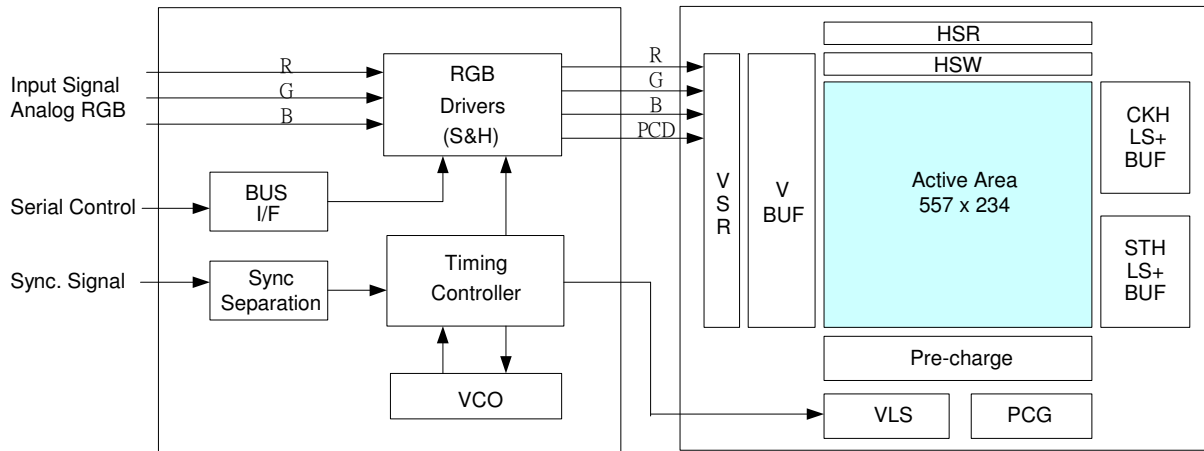 Input Signal
Analog RGB
R
G
B
RGB
Drivers
(S&H)
R
G
B
PCD
Serial Control
BUS
I/F
Sync. Signal
Sync
Separation
Timing
Controller
VCO
V
S
R
V
BUF
HSR
HSW
Active Area
557 x 234
CKH
LS+
BUF
STH
LS+
BUF
Pre-charge
VLS
PCG